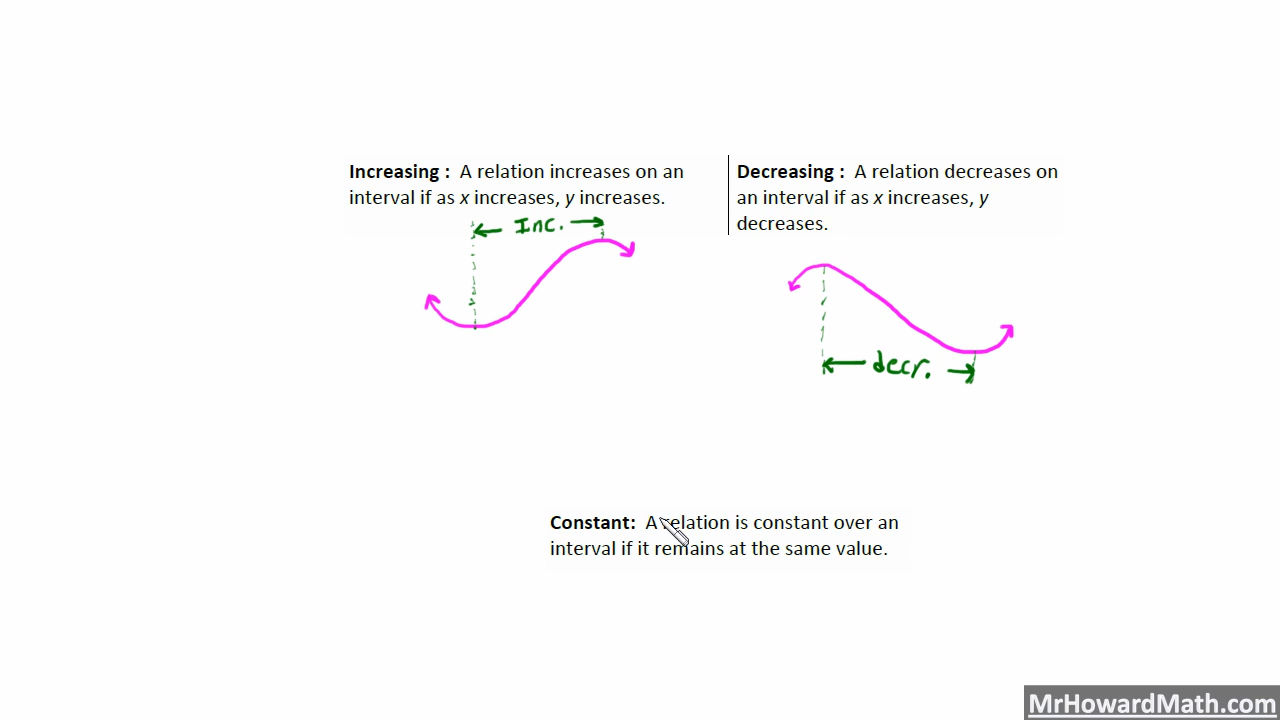 Increasing : A relation increases on an
interval if as x increases, y increases.
Inc.
Decreasing : A relation decreases on
an interval if as x increases, y
decreases.
decr.
Constant: A relation is constant over an
interval if it remains at the same value.
MrHowardMath.com